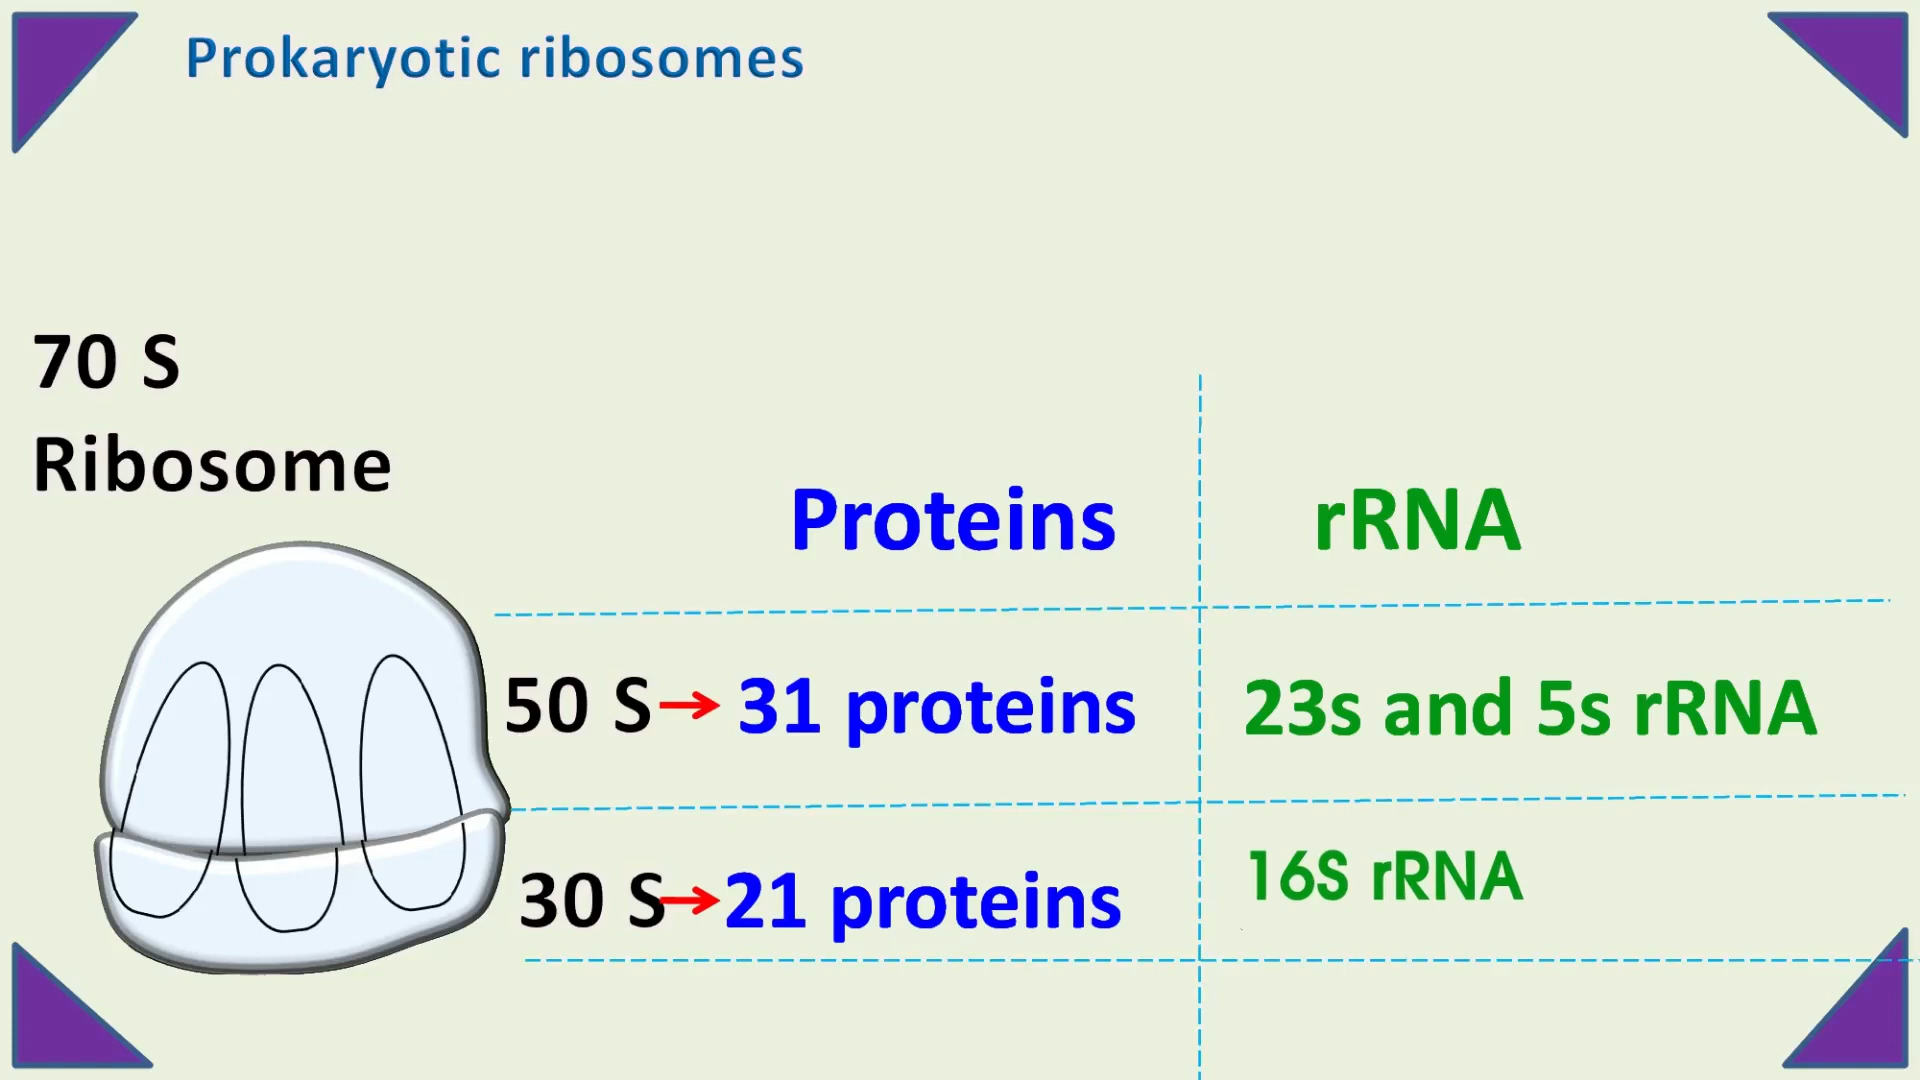 Prokaryotic ribosomes
70 S
Ribosome
Proteins rRNA
50 S → 31 proteins 23s and 5s rRNA
30 S → 21 proteins 16S rRNA